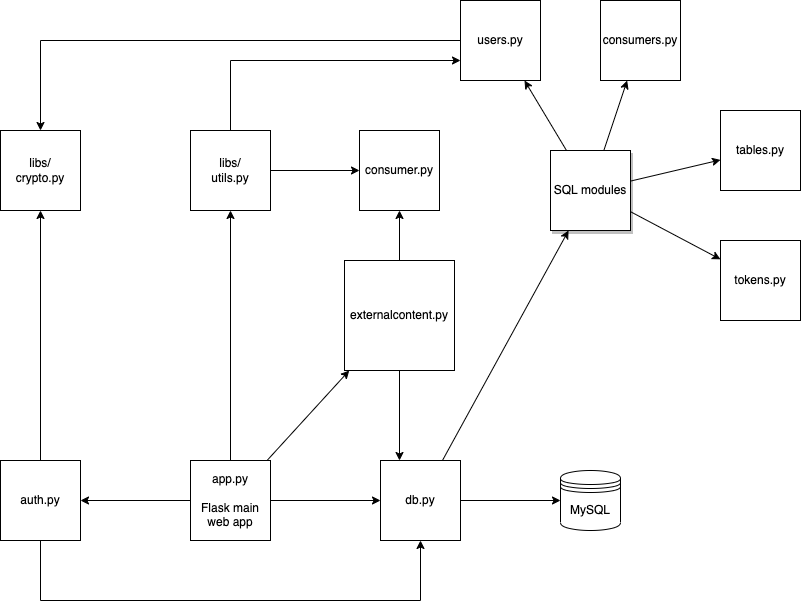 users.py
consumers.py
libs/
crypto.py
libs/
utils.py
consumer.py
tables.py
SQL modules
tokens.py
externalcontent.py
auth.py
app.py
Flask main
web app
db.py
MySQL